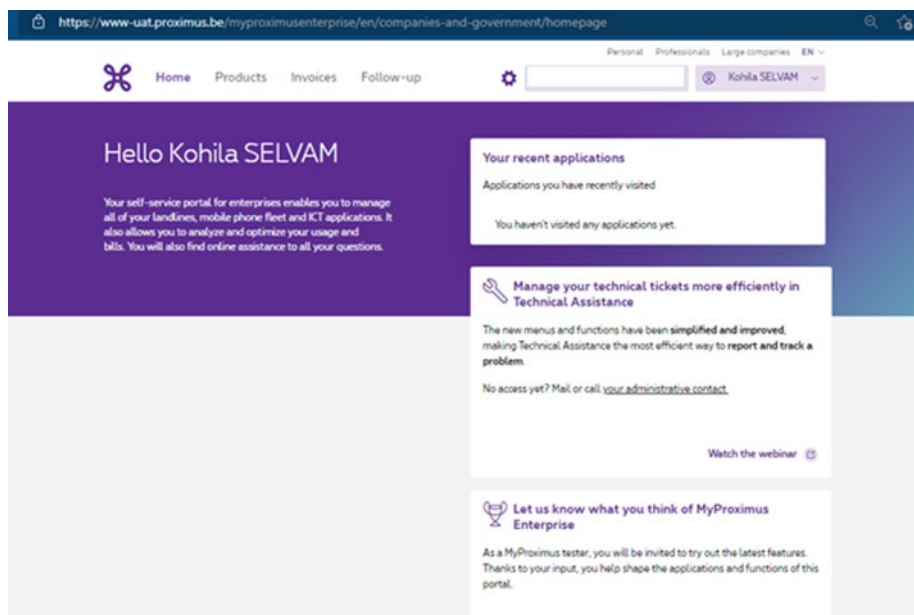 https://www-uat.proximus.be/myproximusenterprise/en/companies-and-government/homepage
Personal Professionals Large companies EN
Home Products Invoices Follow-up
Kohila SELVAM
Hello Kohila SELVAM
Your self-service portal for enterprises enables you to manage
all of your landlines, mobile phone fleet and ICT applications. It
also allows you to analyze and optimize your usage and
bills. You will also find online assistance to all your questions.
Your recent applications
Applications you have recently visited
You haven't visited any applications yet.
Manage your technical tickets more efficiently in
Technical Assistance
The new menus and functions have been simplified and improved,
making Technical Assistance the most efficient way to report and track a
problem.
No access yet? Mail or call your administrative contact.
Watch the webinar
Let us know what you think of MyProximus
Enterprise
As a MyProximus tester, you will be invited to try out the latest features.
Thanks to your input, you help shape the applications and functions of this
portal.